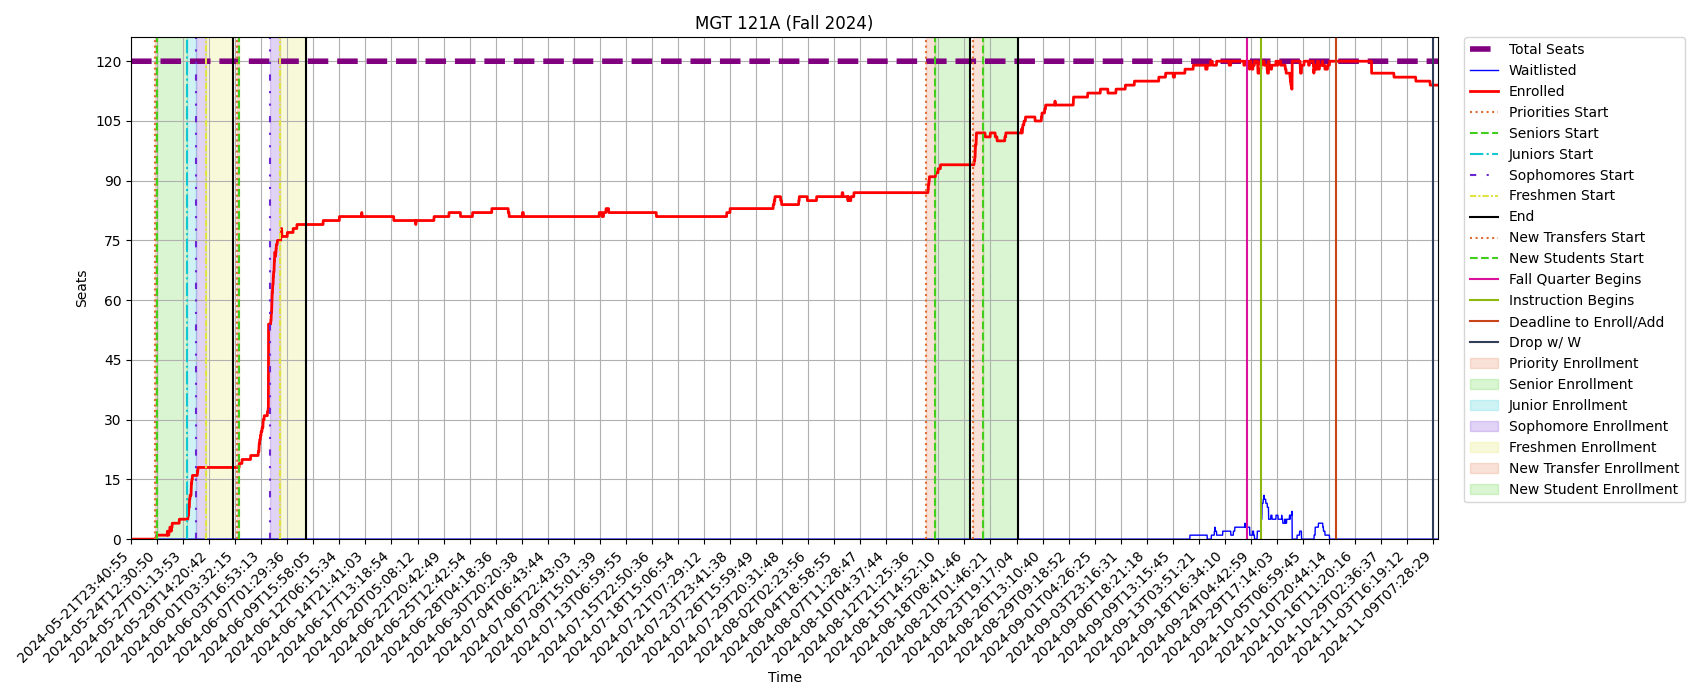 MGT 121A (Fall 2024)
120
105
90
75
60
45
30
15
0
Seats
2024-05-21T23:40:55
2024-05-24T12:30:50
2024-05-27T01:13:53
2024-05-29T14:20:42
2024-06-01T03:32:15
2024-06-03T16:53:13
2024-06-07T01:29:36
2024-06-09T15:58:05
2024-06-12T06:15:34
2024-06-14T21:41:03
2024-06-17T13:18:54
2024-06-20T05:08:12
2024-06-22T20:42:49
2024-06-25T12:42:54
2024-06-28T04:18:36
2024-06-30T20:20:38
2024-07-04T06:43:44
2024-07-06T22:43:03
2024-07-09T15:01:39
2024-07-13T06:59:55
2024-07-15T22:50:36
2024-07-18T15:06:54
2024-07-21T07:29:12
2024-07-23T23:41:38
2024-07-26T15:59:49
2024-07-29T20:31:48
2024-08-02T02:23:56
2024-08-04T18:58:55
2024-08-07T11:28:47
2024-08-10T04:37:44
2024-08-12T21:25:36
2024-08-15T14:52:10
2024-08-18T08:41:46
2024-08-21T01:46:21
2024-08-23T19:17:04
2024-08-26T13:10:40
2024-08-29T09:18:52
2024-09-01T04:26:25
2024-09-03T23:16:31
2024-09-06T18:21:18
2024-09-09T13:15:45
2024-09-13T03:51:21
2024-09-18T16:34:10
2024-09-24T04:42:59
2024-09-29T17:14:03
2024-10-05T06:59:45
2024-10-10T20:44:14
2024-10-16T11:20:16
2024-10-29T02:36:37
2024-11-03T16:19:12
2024-11-09T07:28:29
Time
Total Seats
Waitlisted
Enrolled
Priorities Start
Seniors Start
Juniors Start
Sophomores Start
Freshmen Start
End
New Transfers Start
New Students Start
Fall Quarter Begins
Instruction Begins
Deadline to Enroll/Add
Drop w/ W
Priority Enrollment
Senior Enrollment
Junior Enrollment
Sophomore Enrollment
Freshmen Enrollment
New Transfer Enrollment
New Student Enrollment